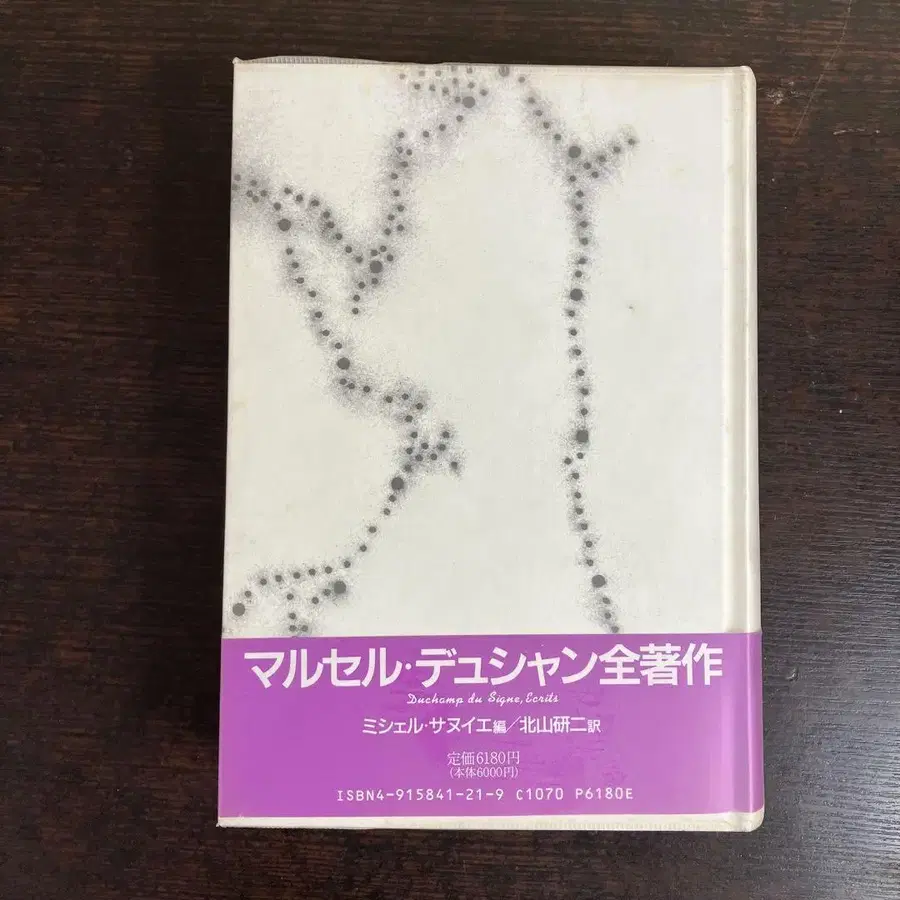 マルセル・デュシャン全著作
Duchamp du Signe, Ecrits
ミシェル・サヌイエ編／北山研二訳
定価6180円
(本体6000円)
ISBN4-915841-21-9 C1070 P6180E